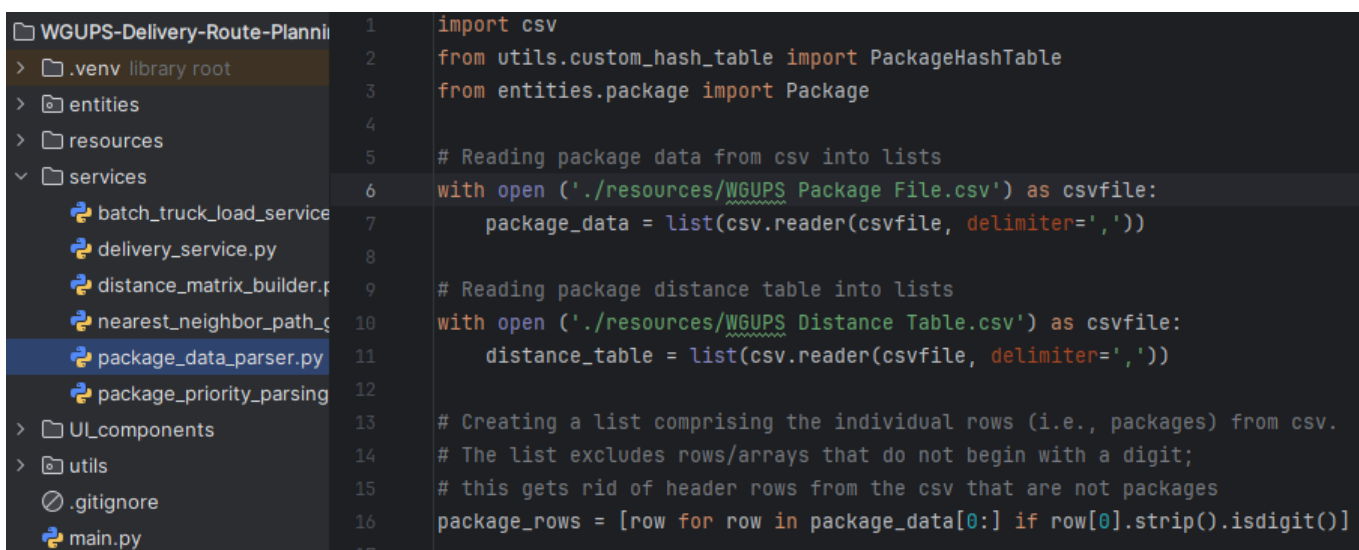 WGUPS-Delivery-Route-Planni
.venv library root
entities
resources
services
batch_truck_load_service
delivery_service.py
distance_matrix_builder.p
nearest_neighbor_path_g
package_data_parser.py
package_priority_parsing
UI_components
utils
.gitignore
main.py
1 import csv
2 from utils.custom_hash_table import PackageHashTable
3 from entities.package import Package
4
5 # Reading package data from csv into lists
6 with open ('./resources/WGUPS Package File.csv') as csvfile:
7     package_data = list(csv.reader(csvfile, delimiter=','))
8
9 # Reading package distance table into lists
10 with open ('./resources/WGUPS Distance Table.csv') as csvfile:
11     distance_table = list(csv.reader(csvfile, delimiter=','))
12
13 # Creating a list comprising the individual rows (i.e., packages) from csv.
14 # The list excludes rows/arrays that do not begin with a digit;
15 # this gets rid of header rows from the csv that are not packages
16 package_rows = [row for row in package_data[0:] if row[0].strip().isdigit()]